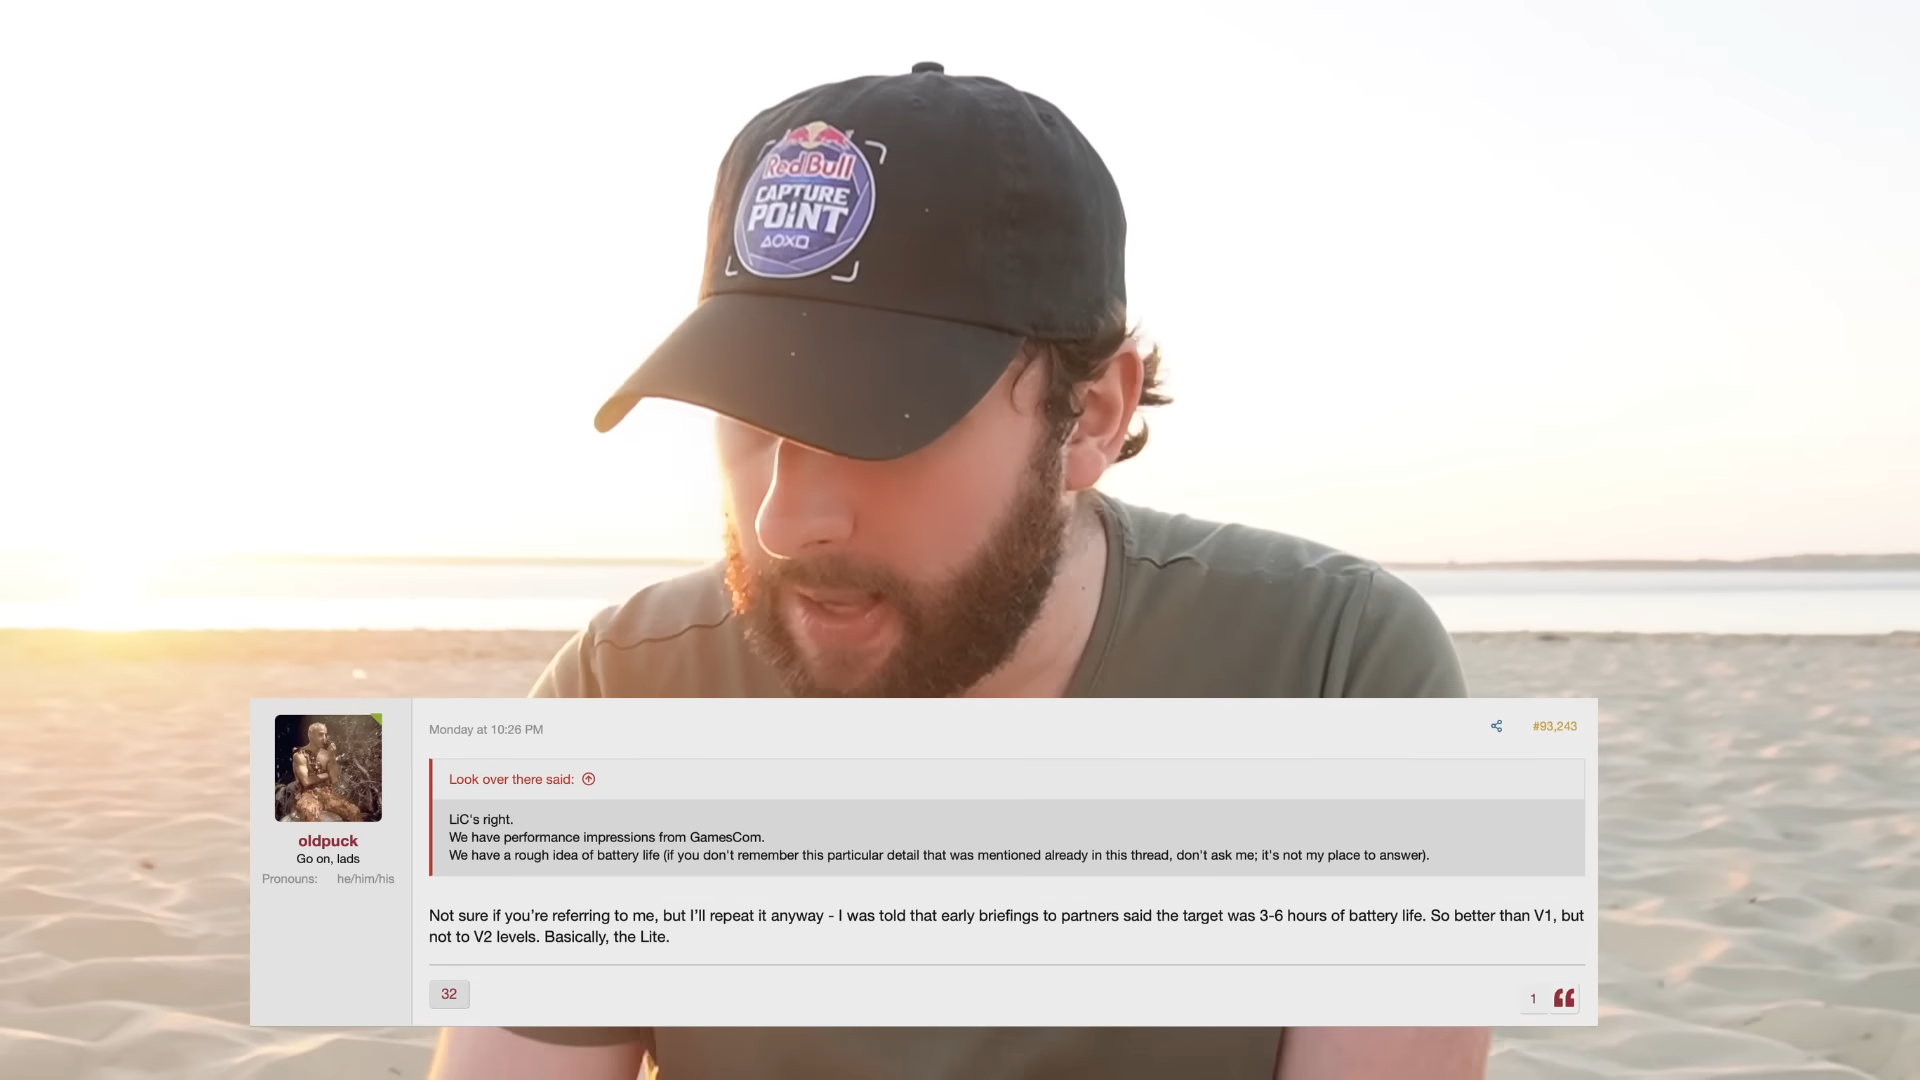 RedBull
CAPTURE
POINT
Monday at 10:26 PM
#93,243
Look over there said:
LiC's right.
We have performance impressions from GamesCom.
We have a rough idea of battery life (if you don't remember this particular detail that was mentioned already in this thread, don't ask me; it's not my place to answer).
oldpuck
Go on, lads
Pronouns: he/him/his
Not sure if you’re referring to me, but I’ll repeat it anyway - I was told that early briefings to partners said the target was 3-6 hours of battery life. So better than V1, but
not to V2 levels. Basically, the Lite.
32
1